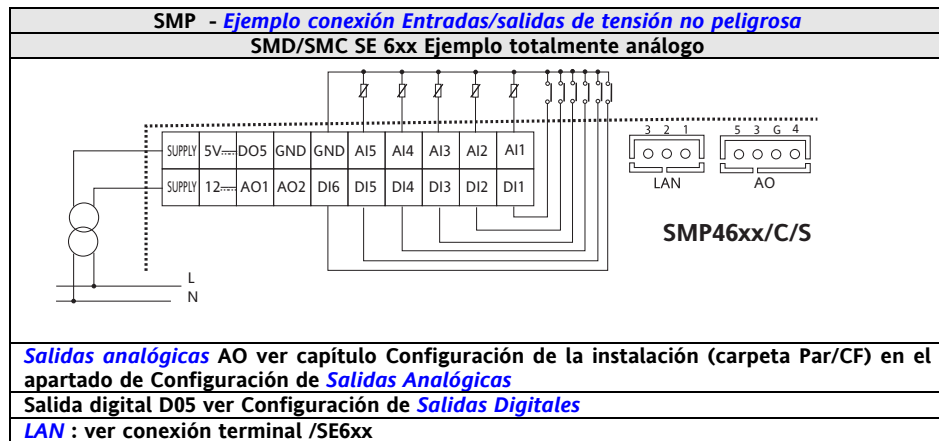 SMP - Ejemplo conexión Entradas/salidas de tensión no peligrosa
SMD/SMC SE 6xx Ejemplo totalmente análogo
SUPPLY 5V DO5 GND GND AI5 AI4 AI3 AI2 AI1
SUPPLY 12 AO1 AO2 DI6 DI5 DI4 DI3 DI2 DI1
3 2 1
LAN
5 3 G 4
AO
SMP46xx/C/S
L
N
Salidas analógicas AO ver capítulo Configuración de la instalación (carpeta Par/CF) en el
apartado de Configuración de Salidas Analógicas
Salida digital D05 ver Configuración de Salidas Digitales
LAN : ver conexión terminal /SE6xx